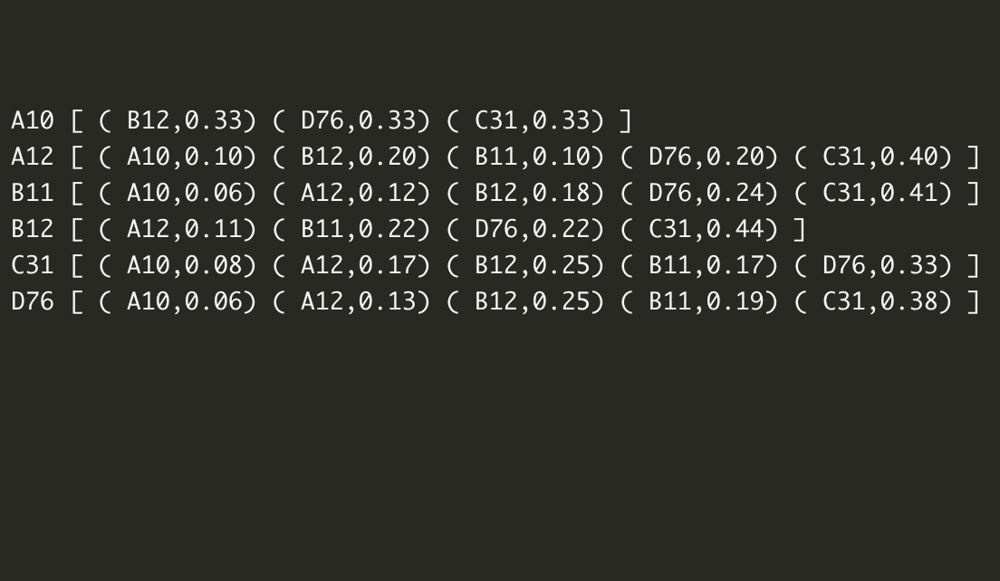 A10 [ ( B12,0.33) ( D76,0.33) ( C31,0.33) ]
A12 [ ( A10,0.10) ( B12,0.20) ( B11,0.10) ( D76,0.20) ( C31,0.40) ]
B11 [ ( A10,0.06) ( A12,0.12) ( B12,0.18) ( D76,0.24) ( C31,0.41) ]
B12 [ ( A12,0.11) ( B11,0.22) ( D76,0.22) ( C31,0.44) ]
C31 [ ( A10,0.08) ( A12,0.17) ( B12,0.25) ( B11,0.17) ( D76,0.33) ]
D76 [ ( A10,0.06) ( A12,0.13) ( B12,0.25) ( B11,0.19) ( C31,0.38) ]